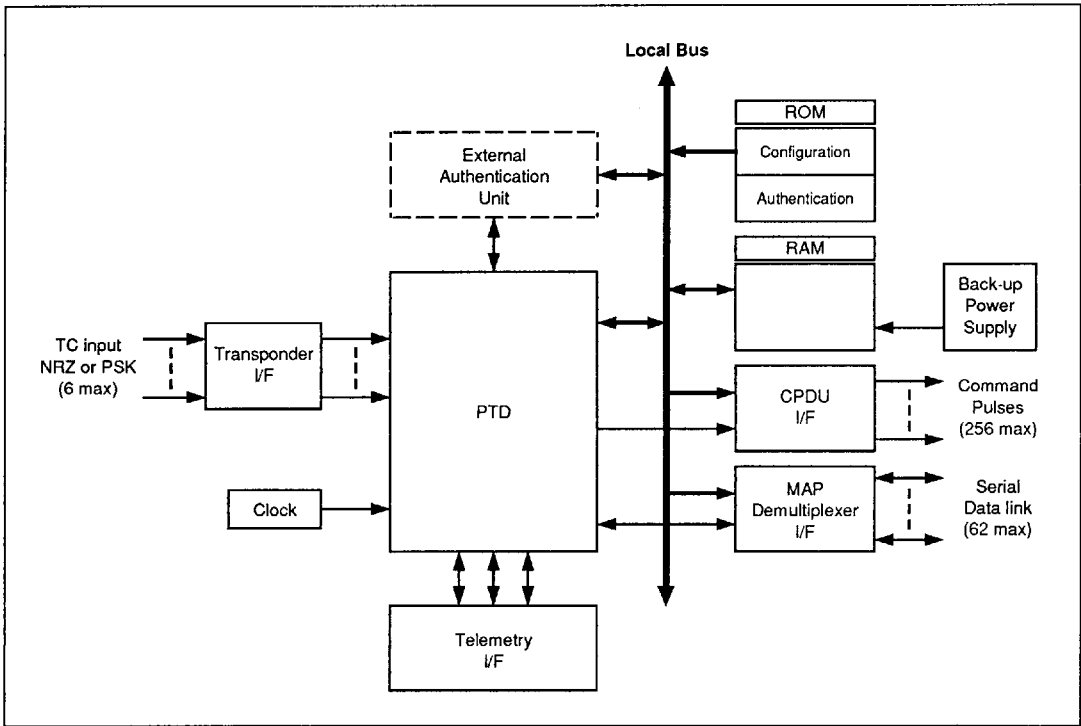 Local Bus
ROM
Configuration
Authentication
External
Authentication
Unit
RAM
Back-up
Power
Supply
TC input
NRZ or PSK
(6 max)
Transponder
I/F
PTD
CPDU
I/F
Command
Pulses
(256 max)
Clock
MAP
Demultiplexer
I/F
Serial
Data link
(62 max)
Telemetry
I/F